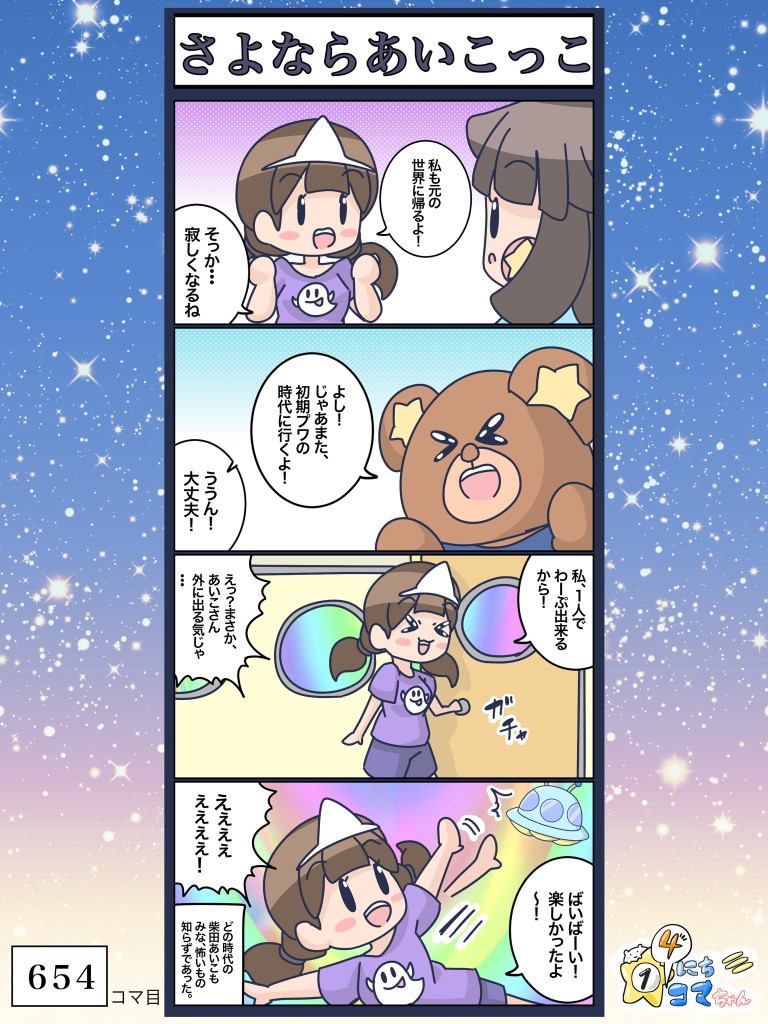 さよならあいこっこ
私も元の
世界に帰るよ！
そっか…
寂しくなるね
よし！
じゃあまた、
初期プワの
時代に行くよ！
ううん！
大丈夫！
私、1人で
わーぷ出来る
から！
ガチャ
えっ？まさか、
あいこさん
外に出る気じゃ
…
ばいばーい！
楽しかったよ
〜！
えええええ
ええええ！
どの時代の
柴田あいこも
みな、怖いもの
知らずであった。
654
コマ目
1
にち
4
コマ
ちゃん